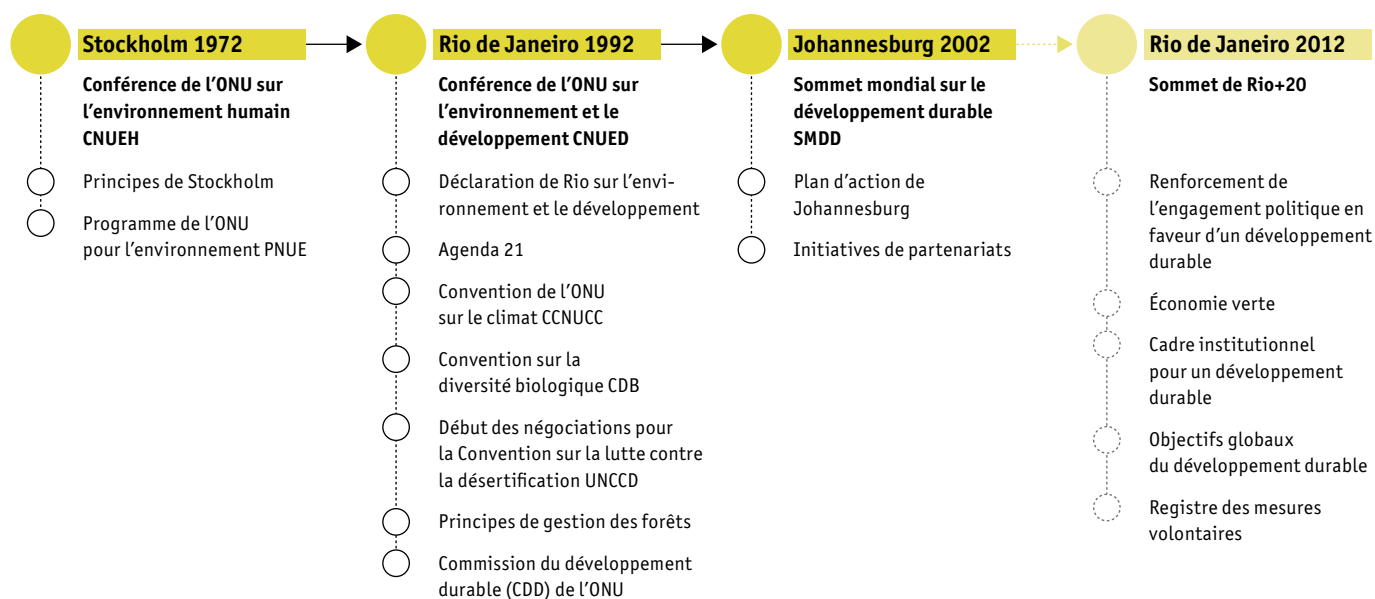 Stockholm 1972
Conférence de l'ONU sur
l'environnement humain
CNUEH
Principes de Stockholm
Programme de l'ONU
pour l'environnement PNUE
Rio de Janeiro 1992
Conférence de l'ONU sur
l'environnement et le
développement CNUED
Déclaration de Rio sur l'envi-
ronnement et le développement
Agenda 21
Convention de l'ONU
sur le climat CCNUCC
Convention sur la
diversité biologique CDB
Début des négociations pour
la Convention sur la lutte contre
la désertification UNCCD
Principes de gestion des forêts
Commission du développement
durable (CDD) de l'ONU
Johannesburg 2002
Sommet mondial sur le
développement durable
SMDD
Plan d'action de
Johannesburg
Initiatives de partenariats
Rio de Janeiro 2012
Sommet de Rio+20
Renforcement de
l'engagement politique en
faveur d'un développement
durable
Économie verte
Cadre institutionnel
pour un développement
durable
Objectifs globaux
du développement durable
Registre des mesures
volontaires